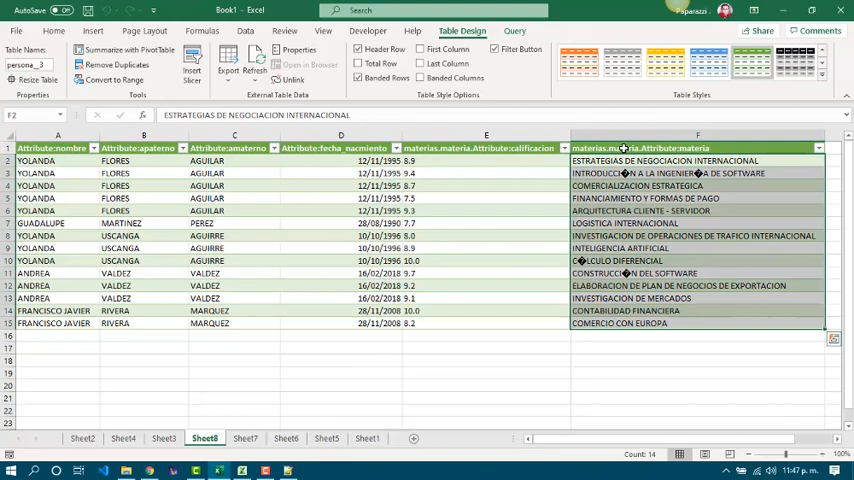 AutoSave Off Book1 - Excel Search Paparazzi
File Home Insert Draw Page Layout Formulas Data Review View Developer Help Table Design Query Share Comments
Table Name: Summarize with PivotTable Properties Header Row First Column Filter Button
persona__3 Remove Duplicates Insert Slicer Export Refresh Open in Browser Total Row Last Column
Resize Table Convert to Range Unlink Banded Rows Banded Columns
Properties Tools External Table Data Table Style Options Table Styles
F2 fx ESTRATEGIAS DE NEGOCIACION INTERNACIONAL
A B C D E F
1 Attribute:nombre Attribute:apaterno Attribute:amaterno Attribute:fecha_nacmiento materias.materia.Attribute:calificacion materias.materia.Attribute:materia
2 YOLANDA FLORES AGUILAR 12/11/1995 8.9 ESTRATEGIAS DE NEGOCIACION INTERNACIONAL
3 YOLANDA FLORES AGUILAR 12/11/1995 9.4 INTRODUCCI�N A LA INGENIER�A DE SOFTWARE
4 YOLANDA FLORES AGUILAR 12/11/1995 8.7 COMERCIALIZACION ESTRATEGICA
5 YOLANDA FLORES AGUILAR 12/11/1995 7.5 FINANCIAMIENTO Y FORMAS DE PAGO
6 YOLANDA FLORES AGUILAR 12/11/1995 9.3 ARQUITECTURA CLIENTE - SERVIDOR
7 GUADALUPE MARTINEZ PEREZ 28/08/1990 7.7 LOGISTICA INTERNACIONAL
8 YOLANDA USCANGA AGUIRRE 10/10/1996 8.0 INVESTIGACION DE OPERACIONES DE TRAFICO INTERNACIONAL
9 YOLANDA USCANGA AGUIRRE 10/10/1996 8.9 INTELIGENCIA ARTIFICIAL
10 YOLANDA USCANGA AGUIRRE 10/10/1996 10.0 C�LCULO DIFERENCIAL
11 ANDREA VALDEZ VALDEZ 16/02/2018 9.7 CONSTRUCCI�N DEL SOFTWARE
12 ANDREA VALDEZ VALDEZ 16/02/2018 9.2 ELABORACION DE PLAN DE NEGOCIOS DE EXPORTACION
13 ANDREA VALDEZ VALDEZ 16/02/2018 9.1 INVESTIGACION DE MERCADOS
14 FRANCISCO JAVIER RIVERA MARQUEZ 28/11/2008 10.0 CONTABILIDAD FINANCIERA
15 FRANCISCO JAVIER RIVERA MARQUEZ 28/11/2008 8.2 COMERCIO CON EUROPA
16
17
18
19
20
21
22
23
Sheet2 Sheet4 Sheet3 Sheet8 Sheet7 Sheet6 Sheet5 Sheet1
Count: 14 100%
11:47 p. m.